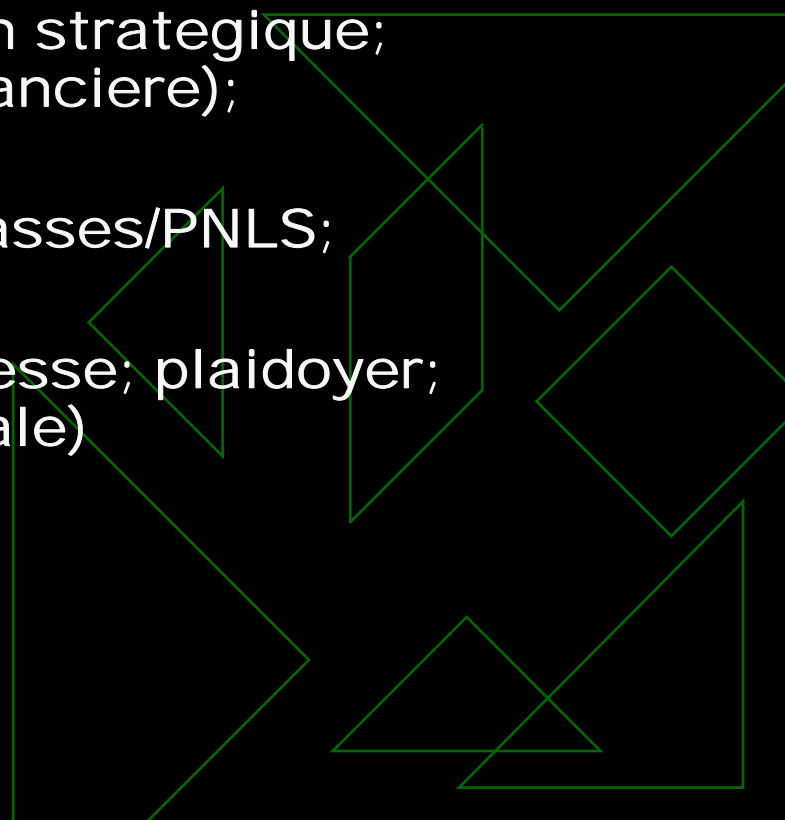 n strategique;
anciere);
asses/PNLS;
esse; plaidoyer;
ale)